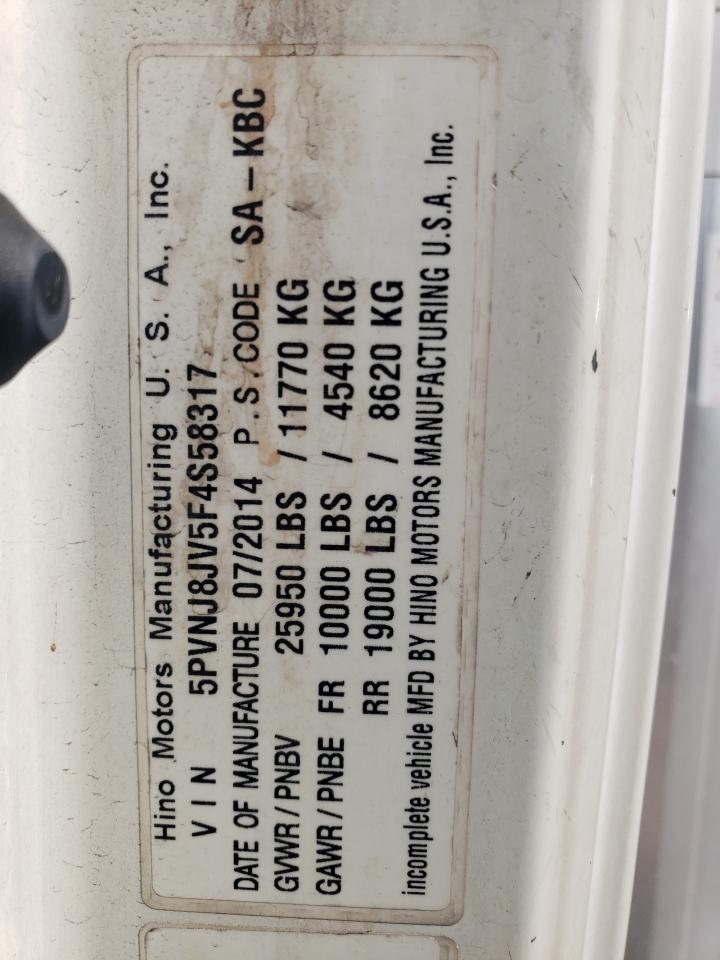 Hino Motors Manufacturing U. S. A., Inc.
VIN 5PVNJ8JV5F4S58317
DATE OF MANUFACTURE 07/2014 P.S.CODE SA-KBC
GVWR/PNBV 25950 LBS / 11770 KG
GAWR/PNBE FR 10000 LBS / 4540 KG
RR 19000 LBS / 8620 KG
incomplete vehicle MFD BY HINO MOTORS MANUFACTURING U.S.A., Inc.